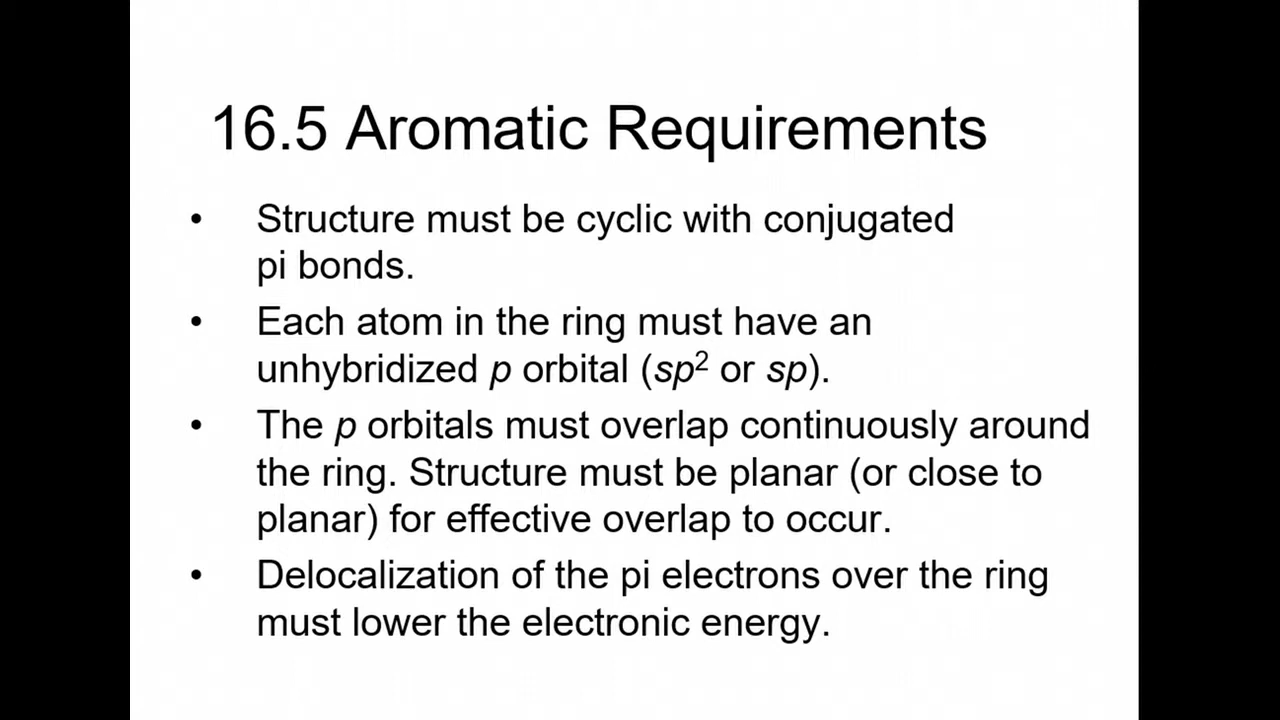 16.5 Aromatic Requirements
• Structure must be cyclic with conjugated
pi bonds.
• Each atom in the ring must have an
unhybridized p orbital (sp² or sp).
• The p orbitals must overlap continuously around
the ring. Structure must be planar (or close to
planar) for effective overlap to occur.
• Delocalization of the pi electrons over the ring
must lower the electronic energy.